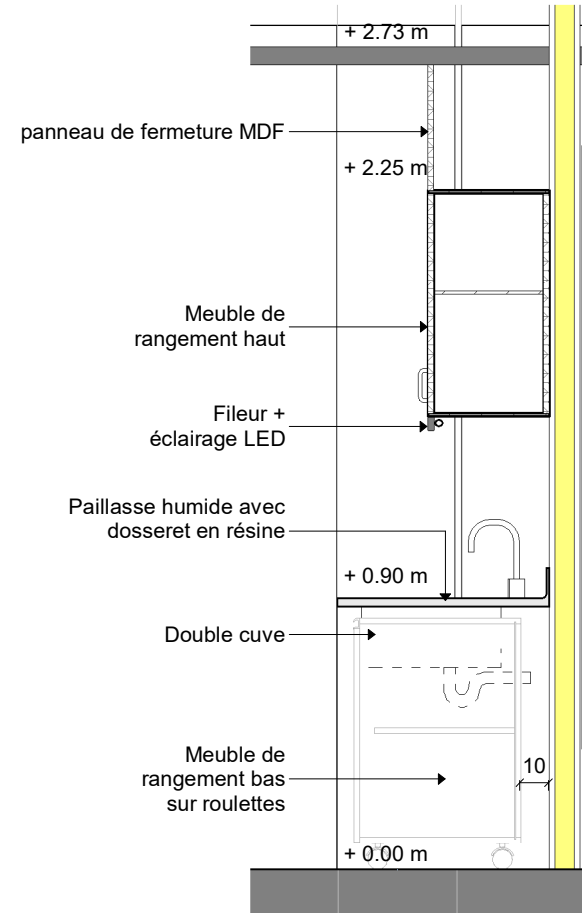 + 2.73 m
panneau de fermeture MDF
+ 2.25 m
Meuble de
rangement haut
Fileur +
éclairage LED
Paillasse humide avec
dosseret en résine
+ 0.90 m
Double cuve
Meuble de
rangement bas
sur roulettes
10
+ 0.00 m